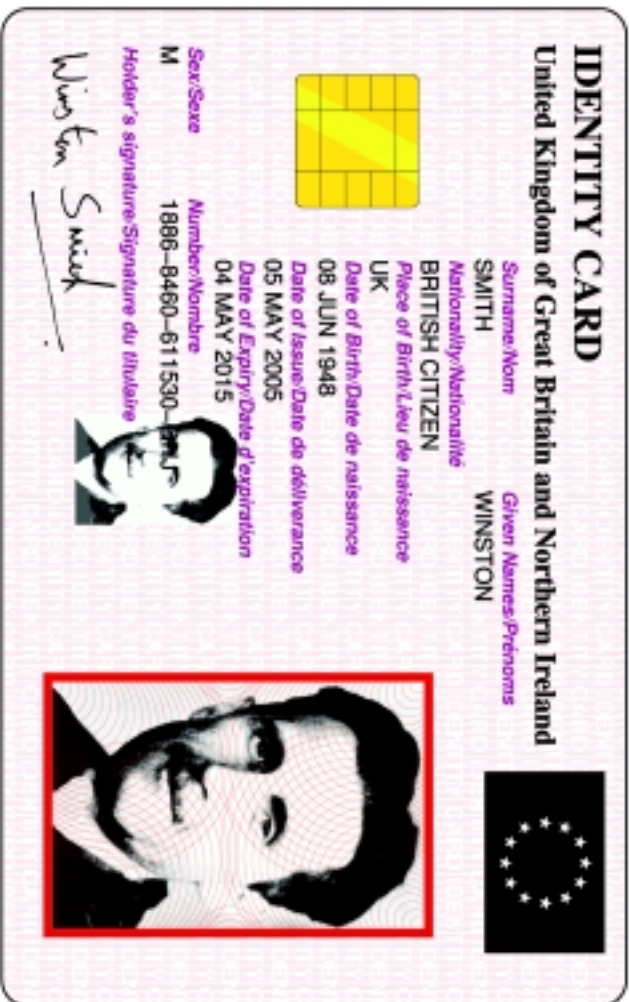 IDENTITY CARD
United Kingdom of Great Britain and Northern Ireland
Surname/Nom Given Names/Prénoms
SMITH WINSTON
Nationality/Nationalité
BRITISH CITIZEN
Place of Birth/Lieu de naissence
UK
Date of Birth/Date de naissance
08 JUN 1948
Date of Issue/Date de déliverance
05 MAY 2005
Date of Expiry/Date d'expiration
04 MAY 2015
Sex/Sexe Number/Nombre
M 1886–8460–611530–
Holder's signature/Signature du titulaire
Winston Smith